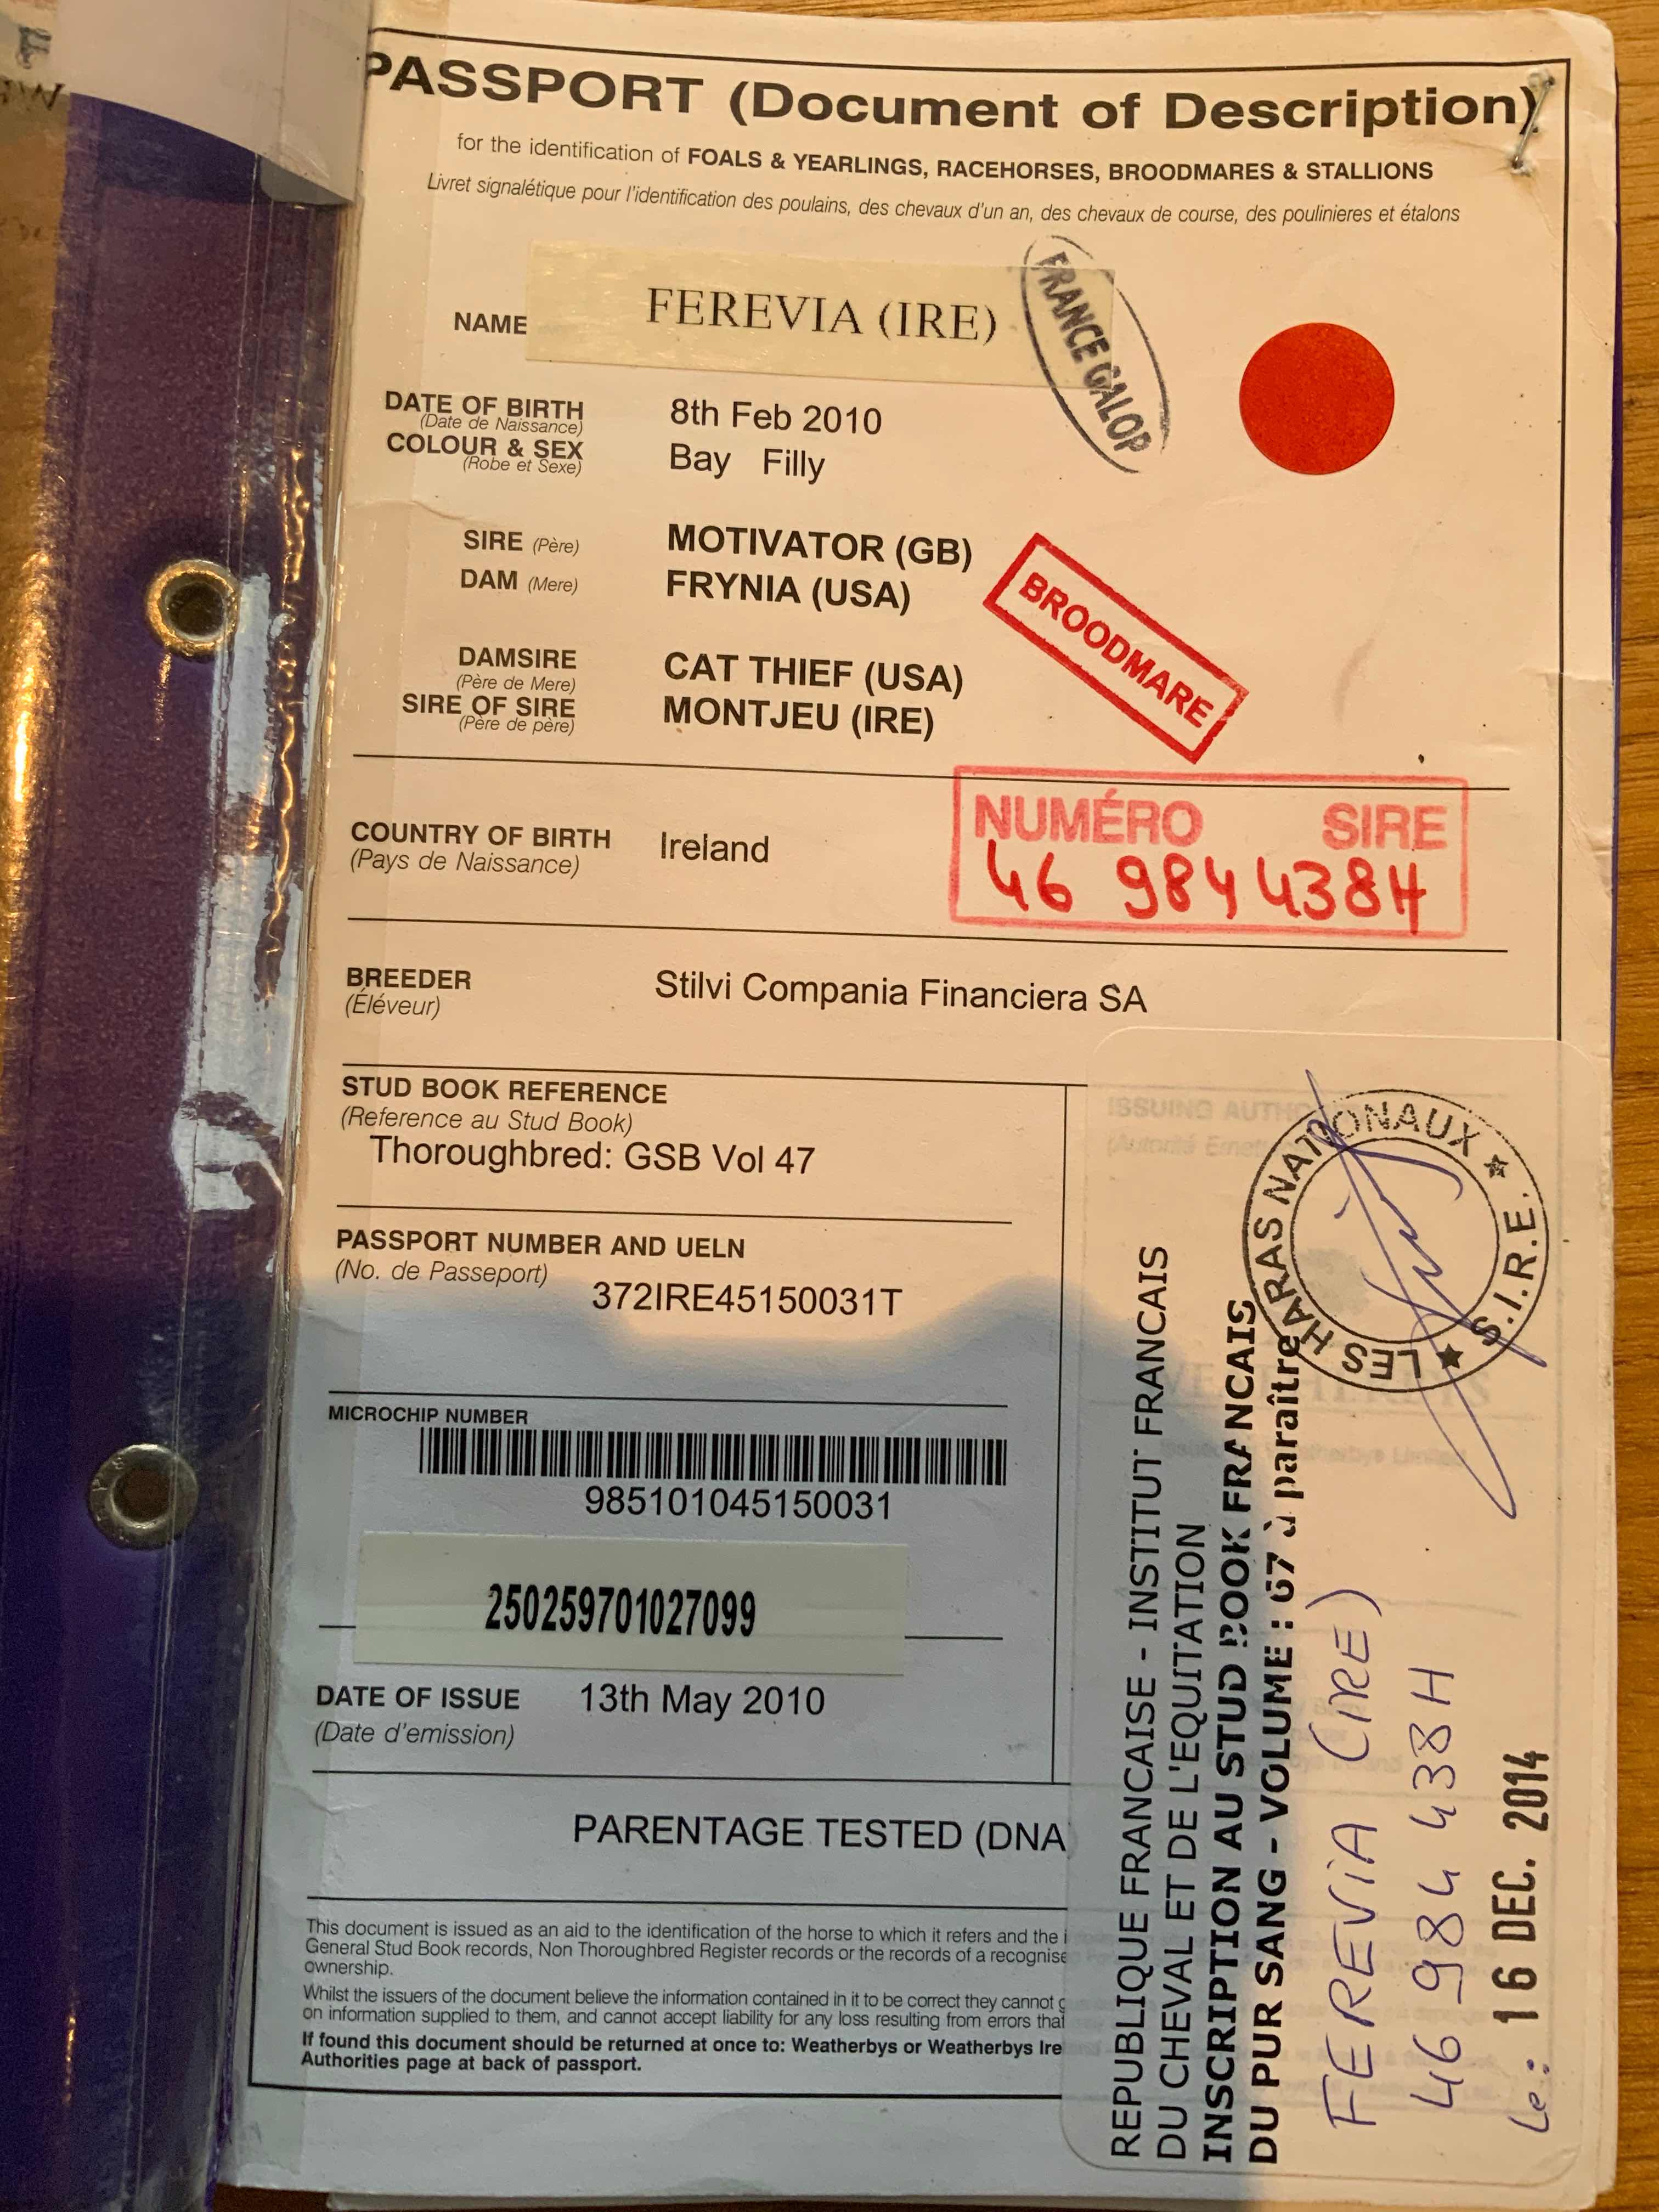 PASSPORT (Document of Description)
for the identification of FOALS & YEARLINGS, RACEHORSES, BROODMARES & STALLIONS
Livret signalétique pour l'identification des poulains, des chevaux d'un an, des chevaux de course, des poulinieres et étalons
NAME FEREVIA (IRE)
FRANCE GALOP
DATE OF BIRTH 8th Feb 2010
(Date de Naissance)
COLOUR & SEX Bay Filly
(Robe et Sexe)
SIRE (Père) MOTIVATOR (GB)
DAM (Mere) FRYNIA (USA)
BROODMARE
DAMSIRE CAT THIEF (USA)
(Père de Mere)
SIRE OF SIRE MONTJEU (IRE)
(Père de père)
NUMÉRO SIRE
46 984 438H
COUNTRY OF BIRTH Ireland
(Pays de Naissance)
BREEDER Stilvi Compania Financiera SA
(Éléveur)
STUD BOOK REFERENCE
(Reference au Stud Book)
Thoroughbred: GSB Vol 47
PASSPORT NUMBER AND UELN
(No. de Passeport)
372IRE45150031T
MICROCHIP NUMBER
985101045150031
250259701027099
DATE OF ISSUE 13th May 2010
(Date d'emission)
PARENTAGE TESTED (DNA
This document is issued as an aid to the identification of the horse to which it refers and the i
General Stud Book records, Non Thoroughbred Register records or the records of a recognise
ownership.
Whilst the issuers of the document believe the information contained in it to be correct they cannot g
on information supplied to them, and cannot accept liability for any loss resulting from errors that
If found this document should be returned at once to: Weatherbys or Weatherbys Ire
Authorities page at back of passport.
ISSUING
LES HARAS NATIONAUX ★ S.I.R.E. ★
REPUBLIQUE FRANCAISE - INSTITUT FRANCAIS
DU CHEVAL ET DE L'EQUITATION
INSCRIPTION AU STUD BOOK FRANCAIS
DU PUR SANG - VOLUME : 67 à paraître
FEREVIA (IRE)
46 984 438H
Le: 16 DEC. 2014